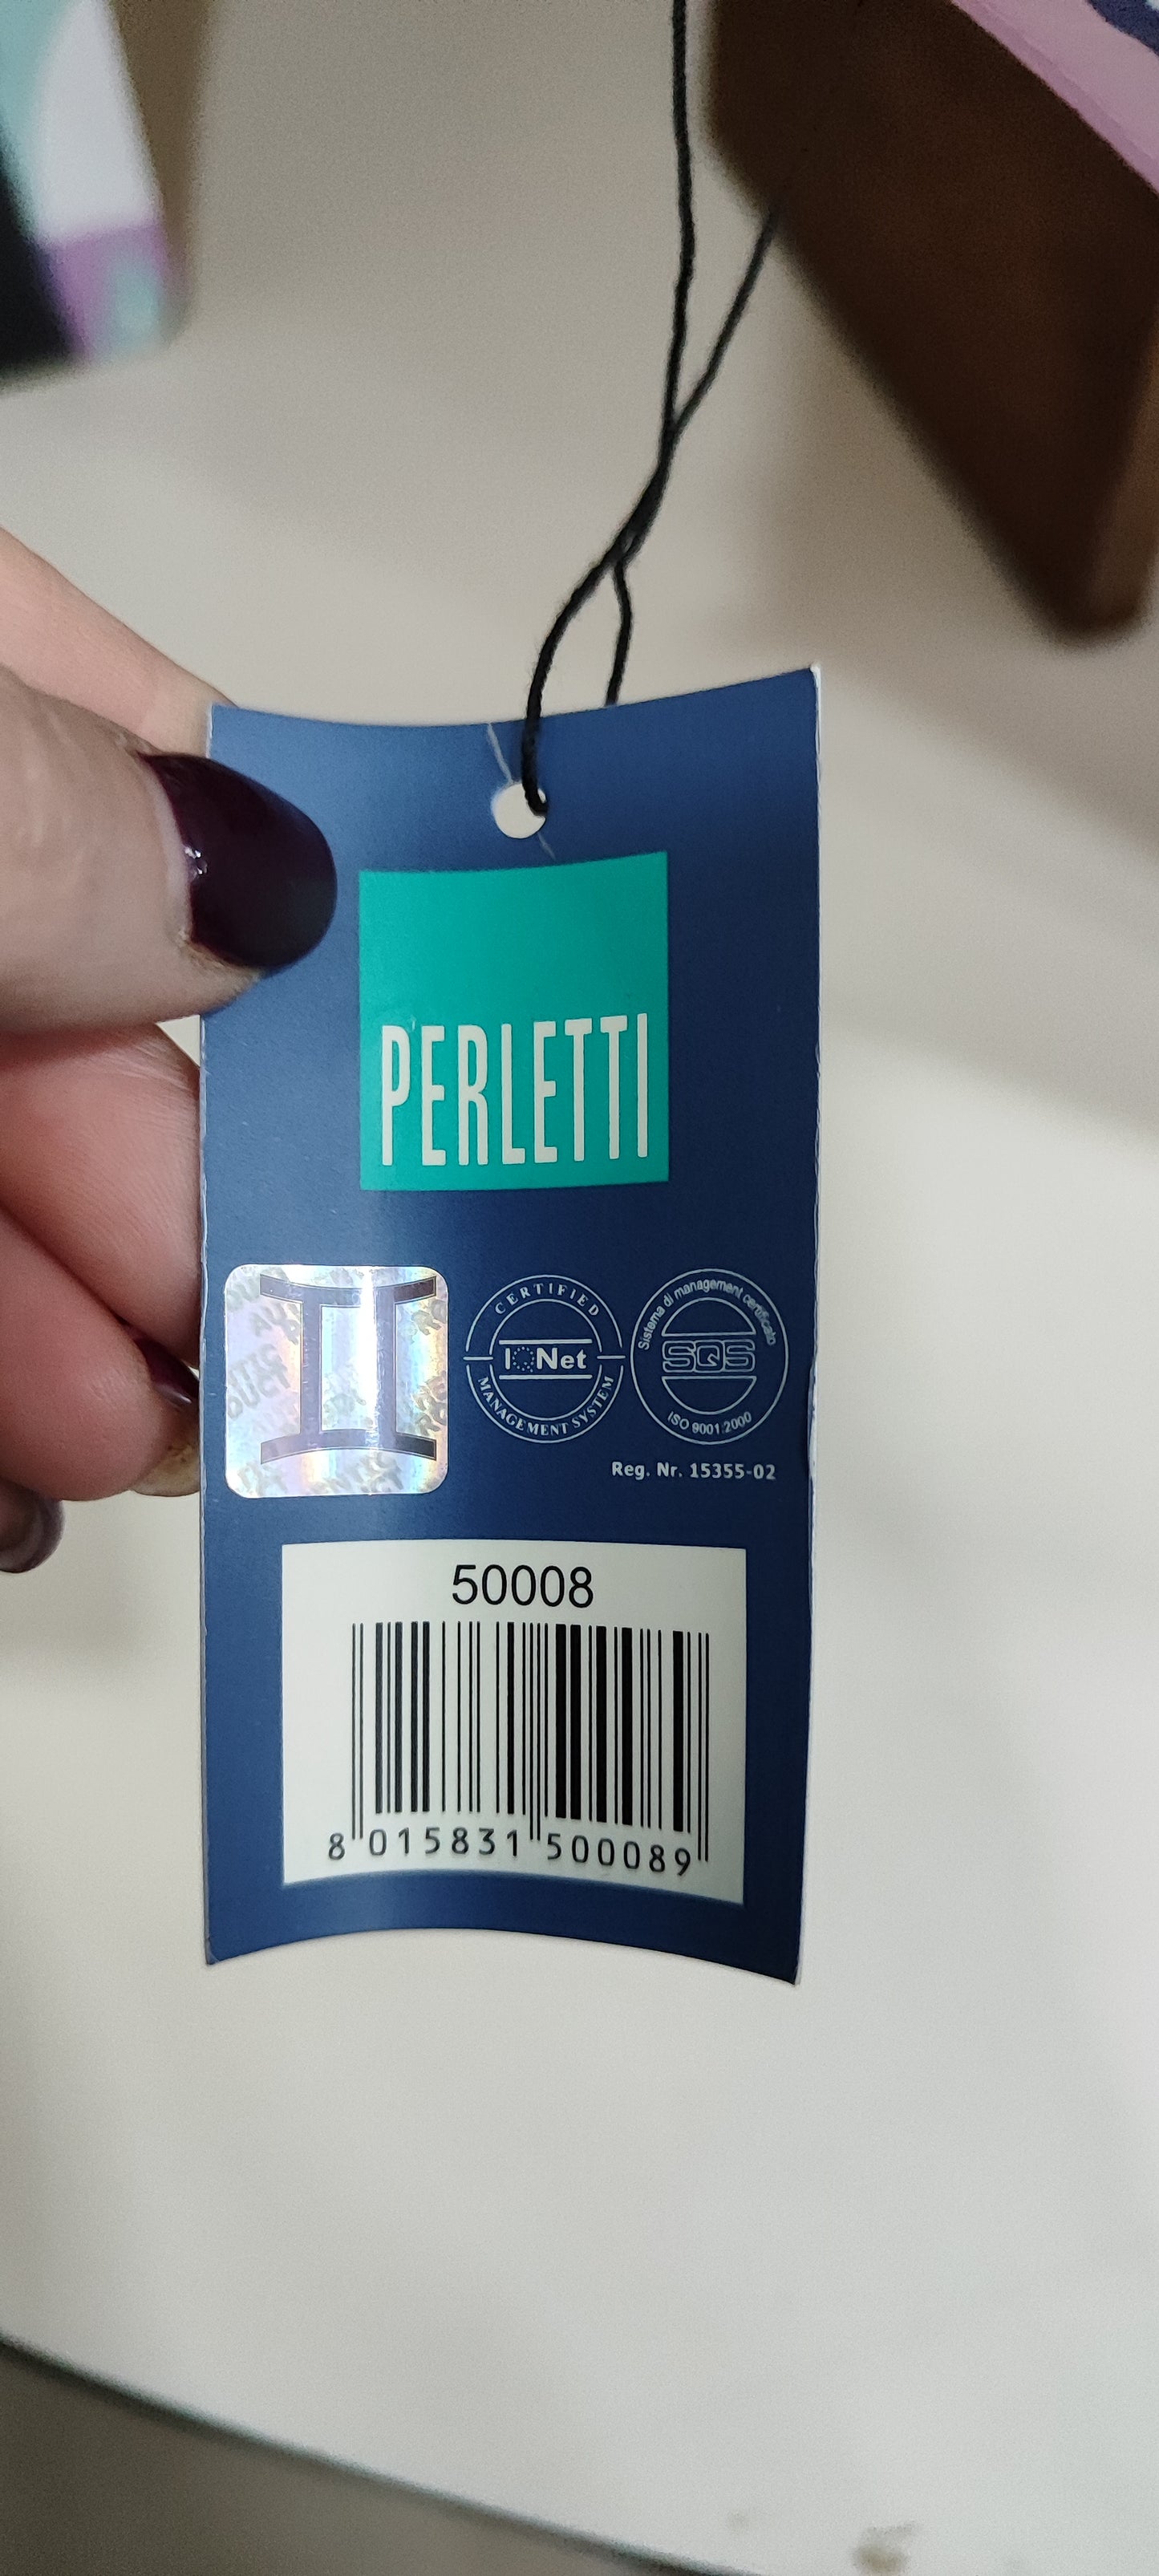 PERLETTI
CERTIFIED
IQNet
MANAGEMENT SYSTEM
Sistema di management certificato
SQS
ISO 9001:2000
Reg. Nr. 15355-02
50008
8 015831 500089